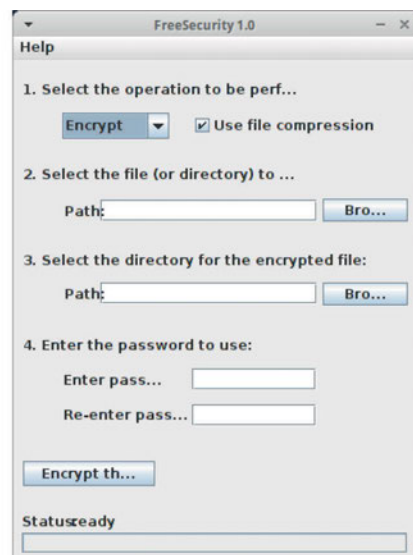 FreeSecurity 1.0
Help
1. Select the operation to be perf...
Encrypt Use file compression
2. Select the file (or directory) to ...
Path: Bro...
3. Select the directory for the encrypted file:
Path: Bro...
4. Enter the password to use:
Enter pass...
Re-enter pass...
Encrypt th...
Status:ready